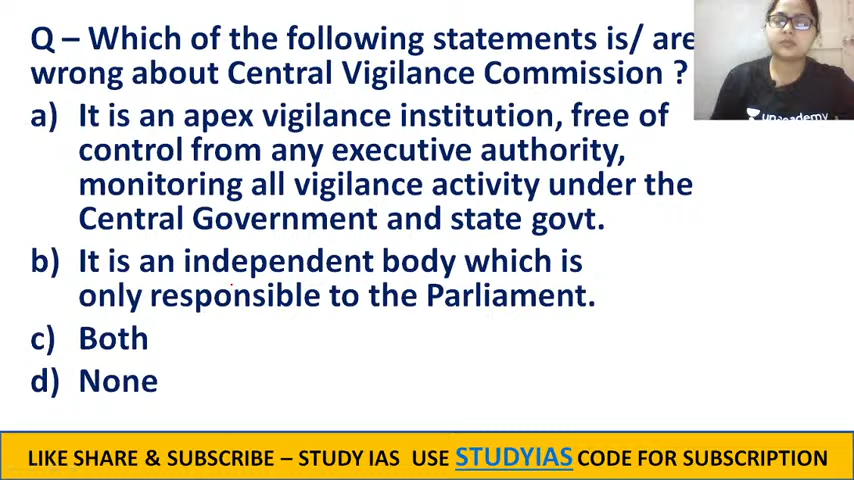 Q – Which of the following statements is/ are
wrong about Central Vigilance Commission ?
a) It is an apex vigilance institution, free of
control from any executive authority,
monitoring all vigilance activity under the
Central Government and state govt.
b) It is an independent body which is
only responsible to the Parliament.
c) Both
d) None
unacademy
LIKE SHARE & SUBSCRIBE – STUDY IAS USE STUDYIAS CODE FOR SUBSCRIPTION